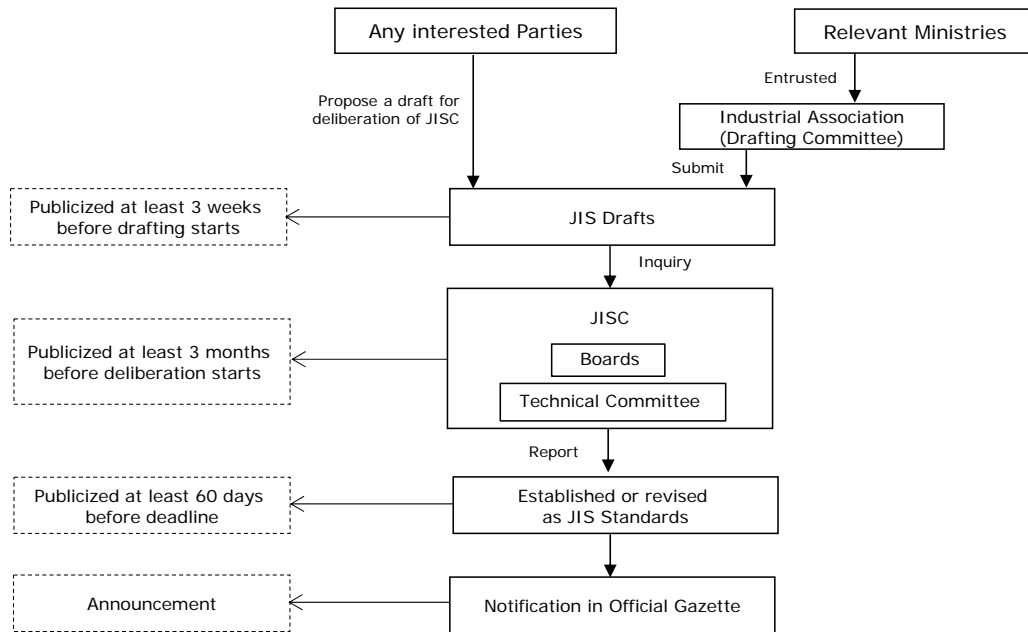 Any interested Parties
Relevant Ministries
Entrusted
Propose a draft for
deliberation of JISC
Industrial Association
(Drafting Committee)
Submit
Publicized at least 3 weeks
before drafting starts
JIS Drafts
Inquiry
JISC
Publicized at least 3 months
before deliberation starts
Boards
Technical Committee
Report
Publicized at least 60 days
before deadline
Established or revised
as JIS Standards
Announcement
Notification in Official Gazette